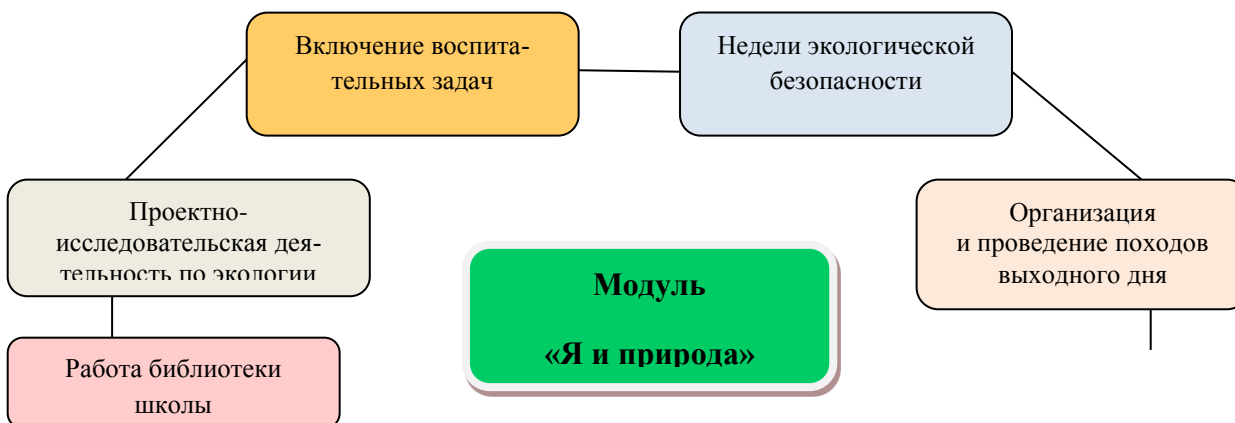 Включение воспита-
тельных задач
Недели экологической
безопасности
Проектно-
исследовательская дея-
тельность по экологии
Организация
и проведение походов
выходного дня
Модуль
«Я и природа»
Работа библиотеки
школы